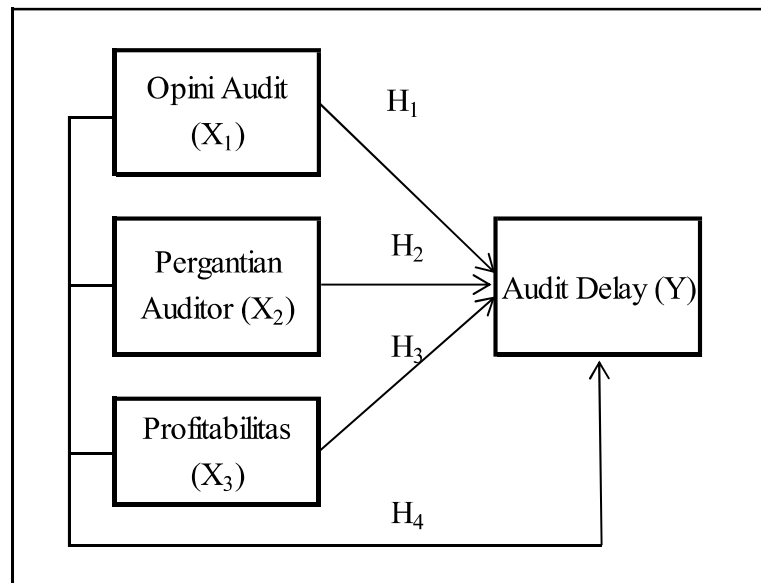 Opini Audit
(X₁)
H₁
Pergantian
Auditor (X₂)
H₂
Audit Delay (Y)
H₃
Profitabilitas
(X₃)
H₄